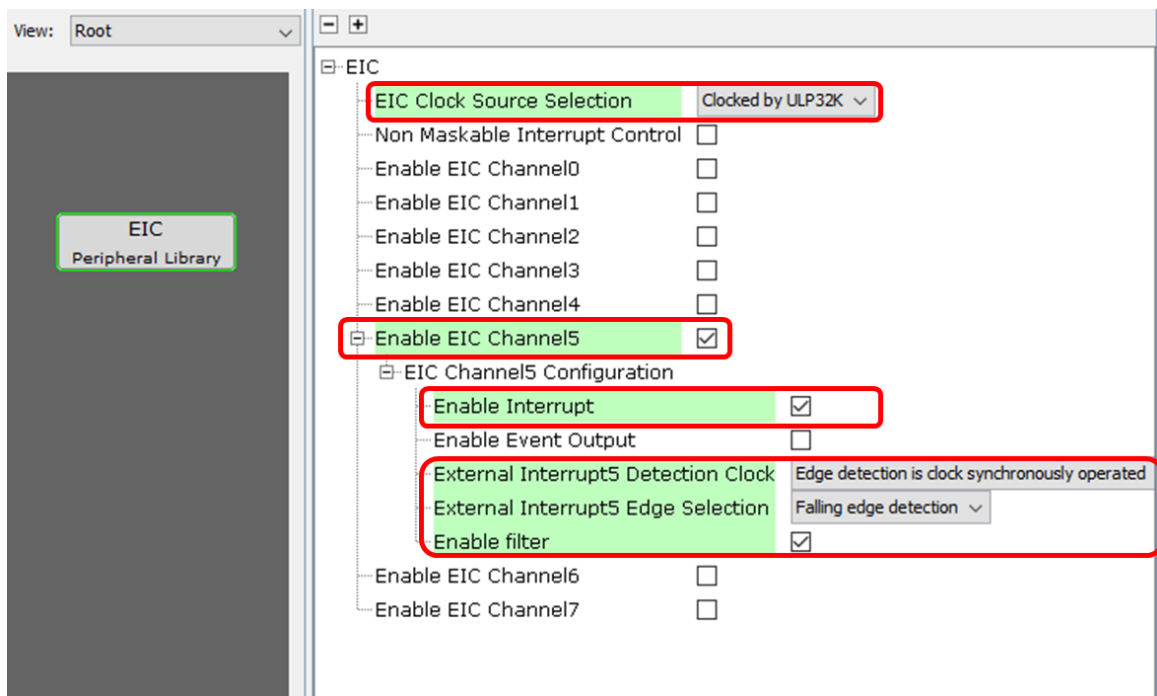 View: Root
EIC
Peripheral Library
EIC
EIC Clock Source Selection Clocked by ULP32K
Non Maskable Interrupt Control
Enable EIC Channel0
Enable EIC Channel1
Enable EIC Channel2
Enable EIC Channel3
Enable EIC Channel4
Enable EIC Channel5
EIC Channel5 Configuration
Enable Interrupt
Enable Event Output
External Interrupt5 Detection Clock Edge detection is clock synchronously operated
External Interrupt5 Edge Selection Falling edge detection
Enable filter
Enable EIC Channel6
Enable EIC Channel7